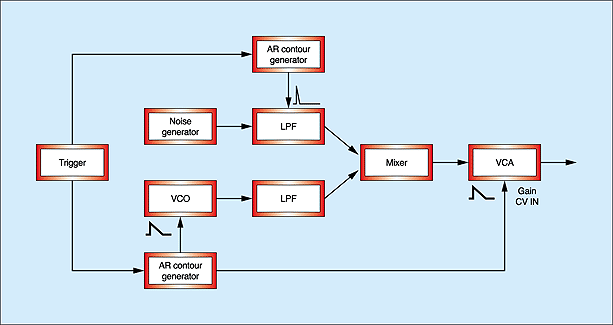 AR contour
generator
Noise
generator
LPF
Trigger
Mixer
VCA
VCO
LPF
Gain
CV IN
AR contour
generator